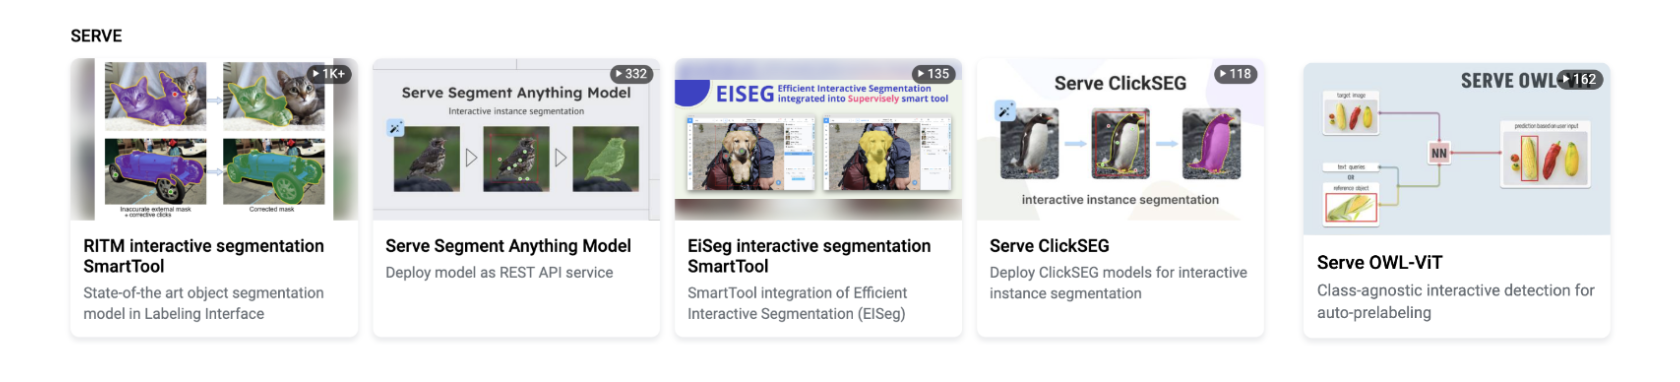 SERVE
1K+
Inaccurate external mask
+ corrective clicks
Corrected mask
RITM interactive segmentation
SmartTool
State-of-the art object segmentation
model in Labeling Interface
332
Serve Segment Anything Model
Interactive instance segmentation
Serve Segment Anything Model
Deploy model as REST API service
135
EISEG Efficient Interactive Segmentation
integrated into Supervisely smart tool
EiSeg interactive segmentation
SmartTool
SmartTool integration of Efficient
Interactive Segmentation (EISeg)
118
Serve ClickSEG
interactive instance segmentation
Serve ClickSEG
Deploy ClickSEG models for interactive
instance segmentation
SERVE OWL-ViT
162
target image
prediction based on user input
NN
text queries
OR
reference object
Serve OWL-ViT
Class-agnostic interactive detection for
auto-prelabeling